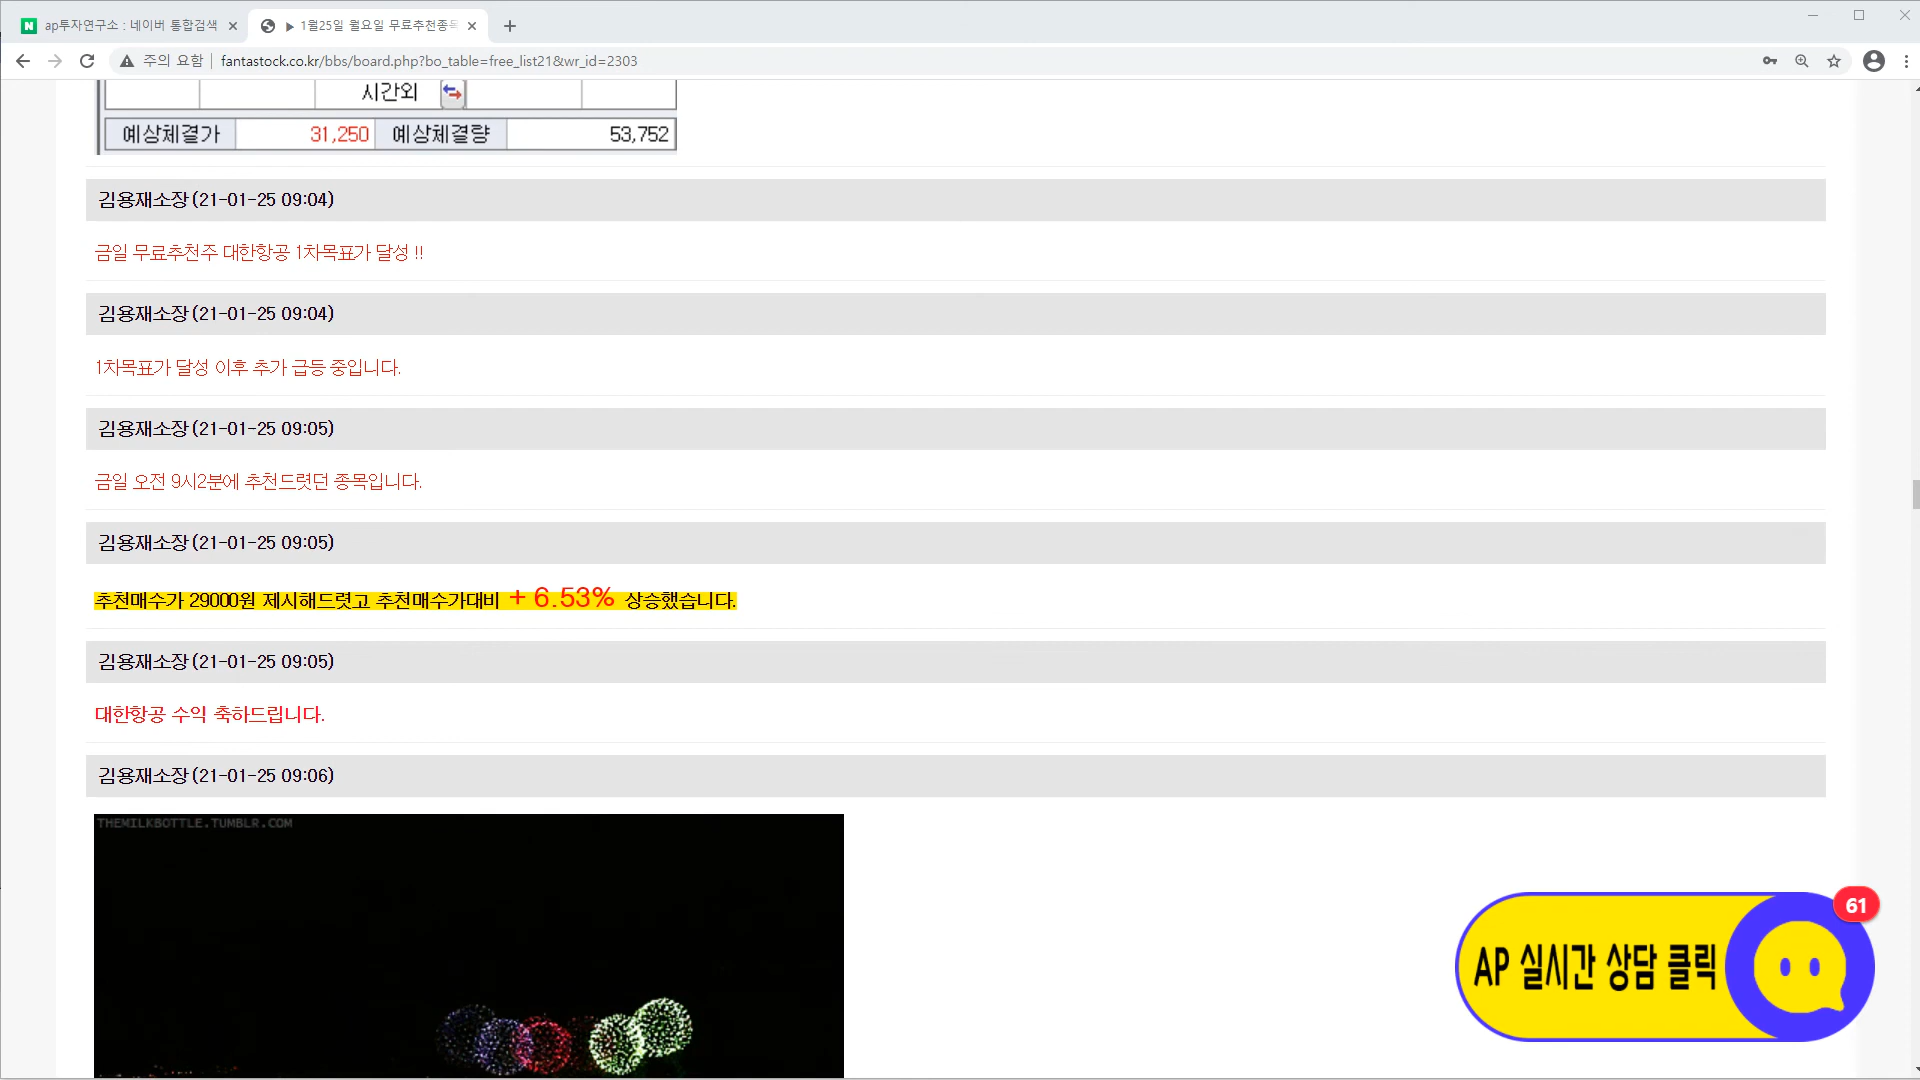 ap투자연구소 : 네이버 통합검색
▶ 1월25일 월요일 무료추천종목
주의 요함
fantastock.co.kr/bbs/board.php?bo_table=free_list21&wr_id=2303
시간외
예상체결가 31,250 예상체결량 53,752
김용재소장 (21-01-25 09:04)
금일 무료추천주 대한항공 1차목표가 달성 !!
김용재소장 (21-01-25 09:04)
1차목표가 달성 이후 추가 급등 중입니다.
김용재소장 (21-01-25 09:05)
금일 오전 9시2분에 추천드렷던 종목입니다.
김용재소장 (21-01-25 09:05)
추천매수가 29000원 제시해드렷고 추천매수가대비 + 6.53% 상승했습니다.
김용재소장 (21-01-25 09:05)
대한항공 수익 축하드립니다.
김용재소장 (21-01-25 09:06)
THEMILKBOTTLE.TUMBLR.COM
61
AP 실시간 상담 클릭